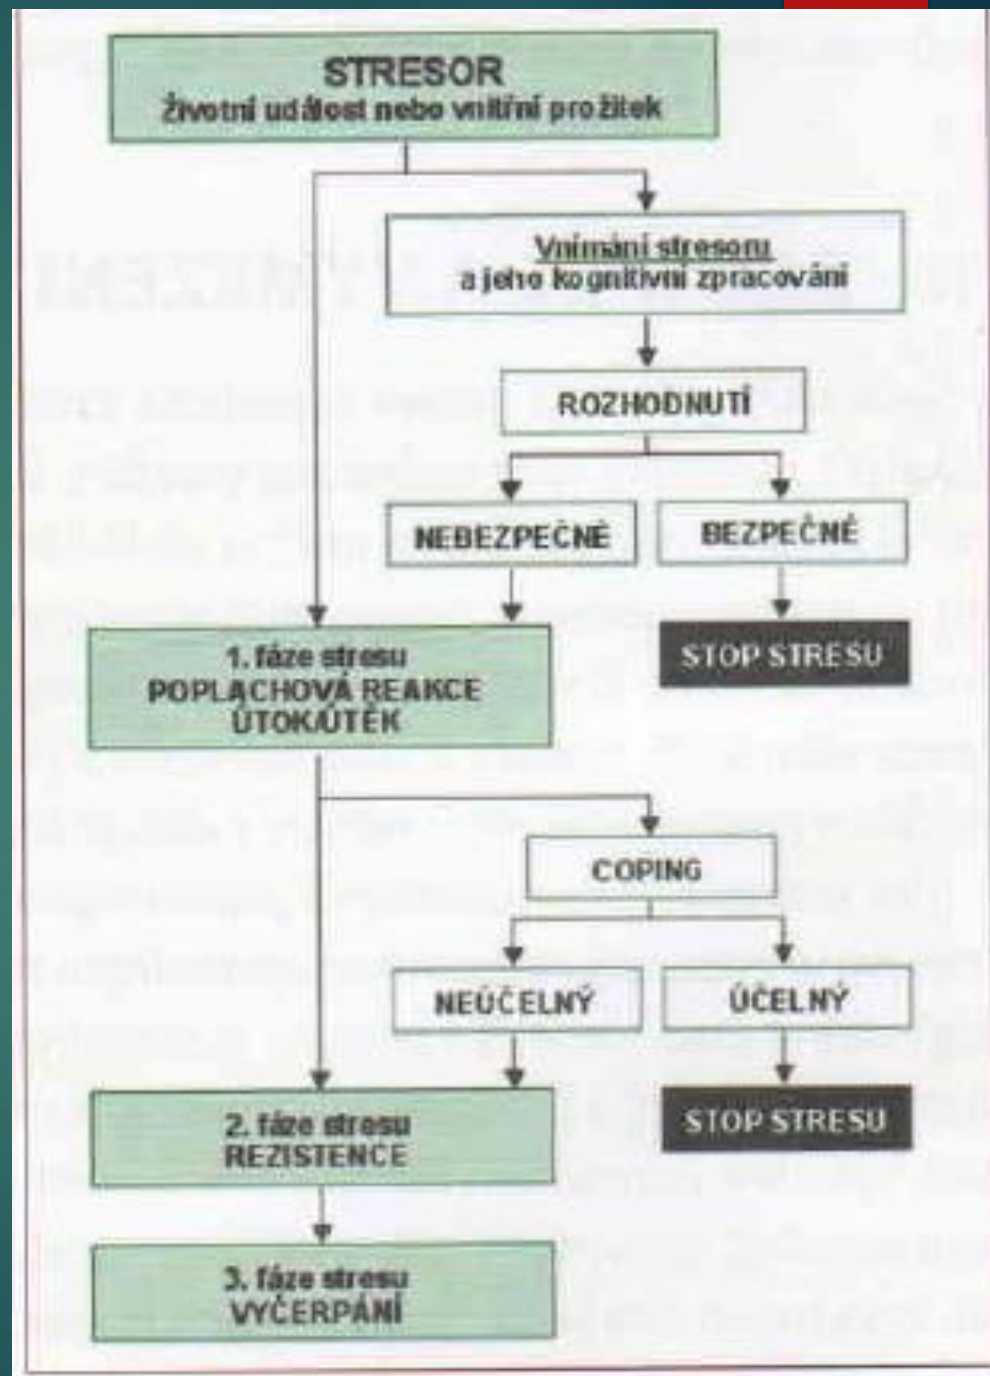 STRESOR
Životní událost nebo vnitřní prožitek
Vnímání stresoru
a jeho kognitivní zpracování
ROZHODNUTÍ
NEBEZPEČNÉ
BEZPEČNÉ
STOP STRESU
1. fáze stresu
POPLACHOVÁ REAKCE
ÚTOK/ÚTĚK
COPING
NEÚČELNÝ
ÚČELNÝ
STOP STRESU
2. fáze stresu
REZISTENCE
3. fáze stresu
VYČERPÁNÍ